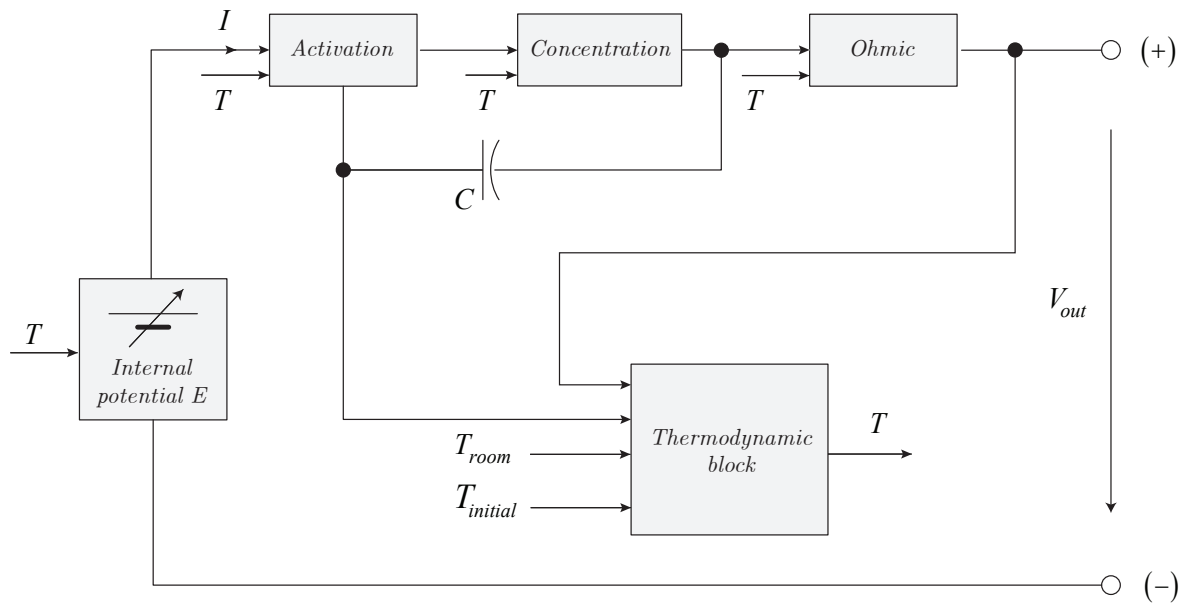 I
Activation
Concentration
Ohmic
(+)
T
T
T
C
T
Internal
potential E
V_out
T_room
T_initial
Thermodynamic
block
T
(−)